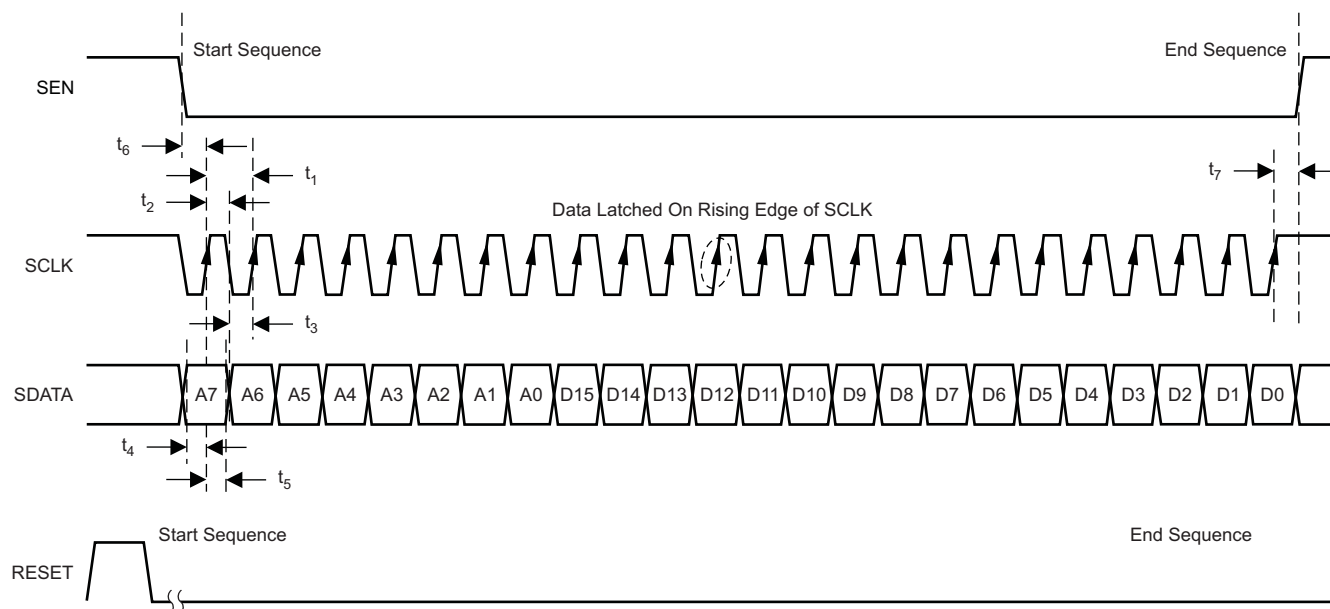 Start Sequence
End Sequence
SEN
t6
t1
t7
t2
Data Latched On Rising Edge of SCLK
SCLK
t3
SDATA
A7 A6 A5 A4 A3 A2 A1 A0 D15 D14 D13 D12 D11 D10 D9 D8 D7 D6 D5 D4 D3 D2 D1 D0
t4
t5
Start Sequence
End Sequence
RESET